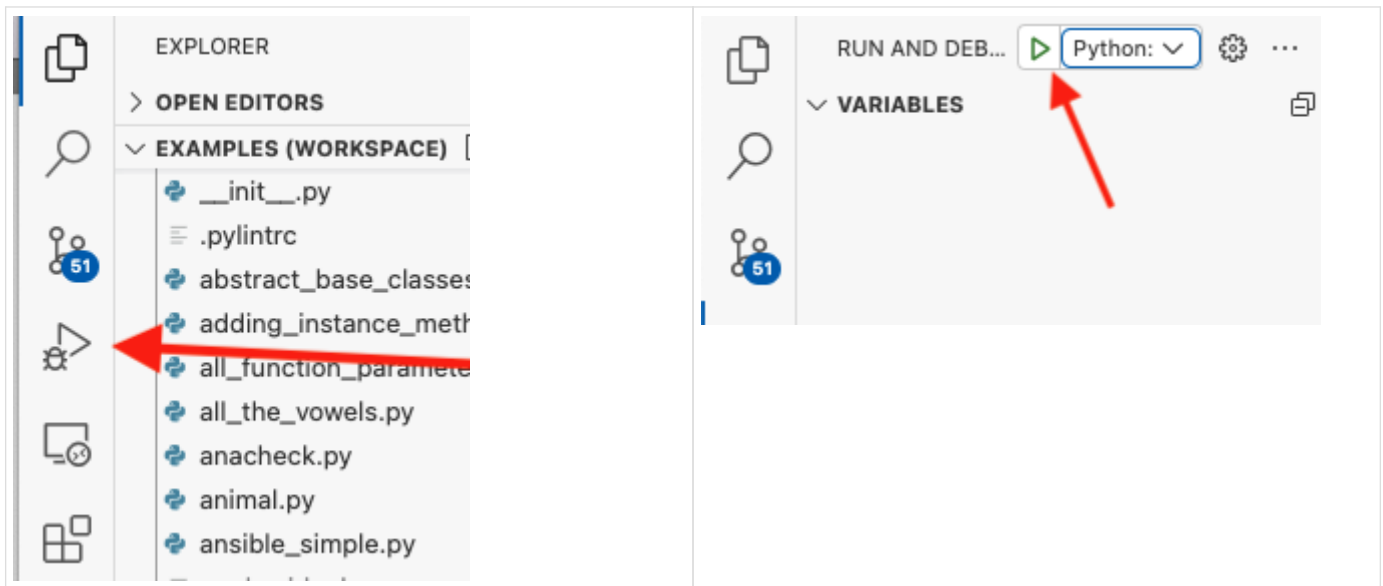 EXPLORER
OPEN EDITORS
EXAMPLES (WORKSPACE)
__init__.py
.pylintrc
51
abstract_base_classes
adding_instance_meth
all_function_paramete
all_the_vowels.py
anacheck.py
animal.py
ansible_simple.py
RUN AND DEB... Python:
VARIABLES
51